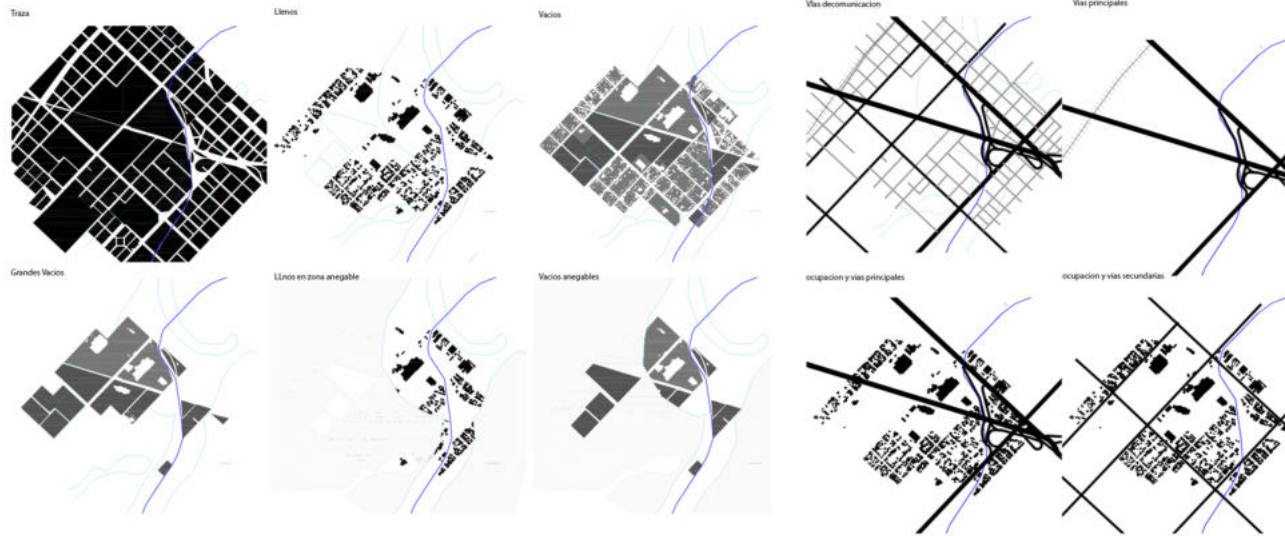 Traza
Llenos
Vacios
VIas decomunicacion
Vias principales
Grandes Vacios
LLnos en zona anegable
Vacios anegables
ocupacion y vias principales
ocupacion y vias secundarias